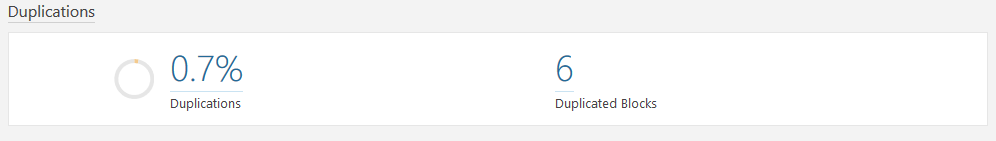 Duplications
0.7%
Duplications
6
Duplicated Blocks